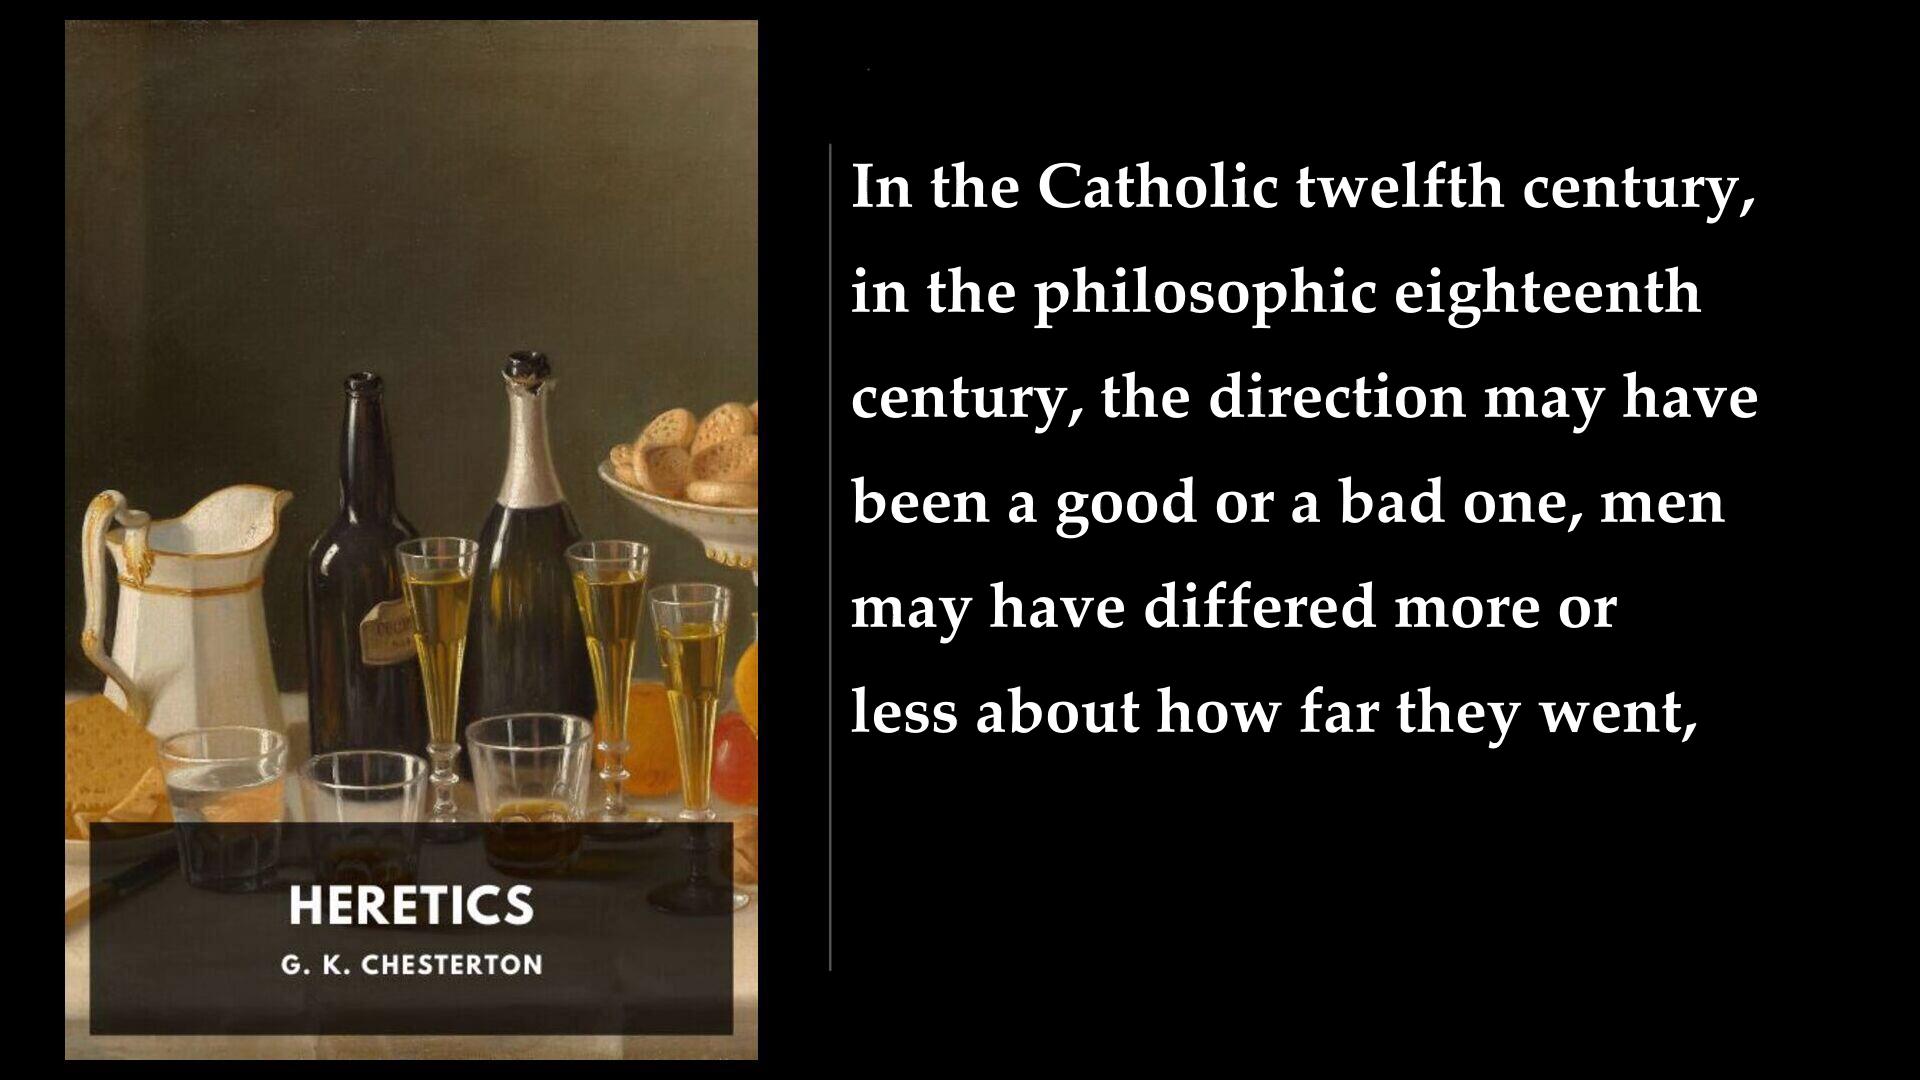 In the Catholic twelfth century,
in the philosophic eighteenth
century, the direction may have
been a good or a bad one, men
may have differed more or
less about how far they went,
HERETICS
G. K. CHESTERTON